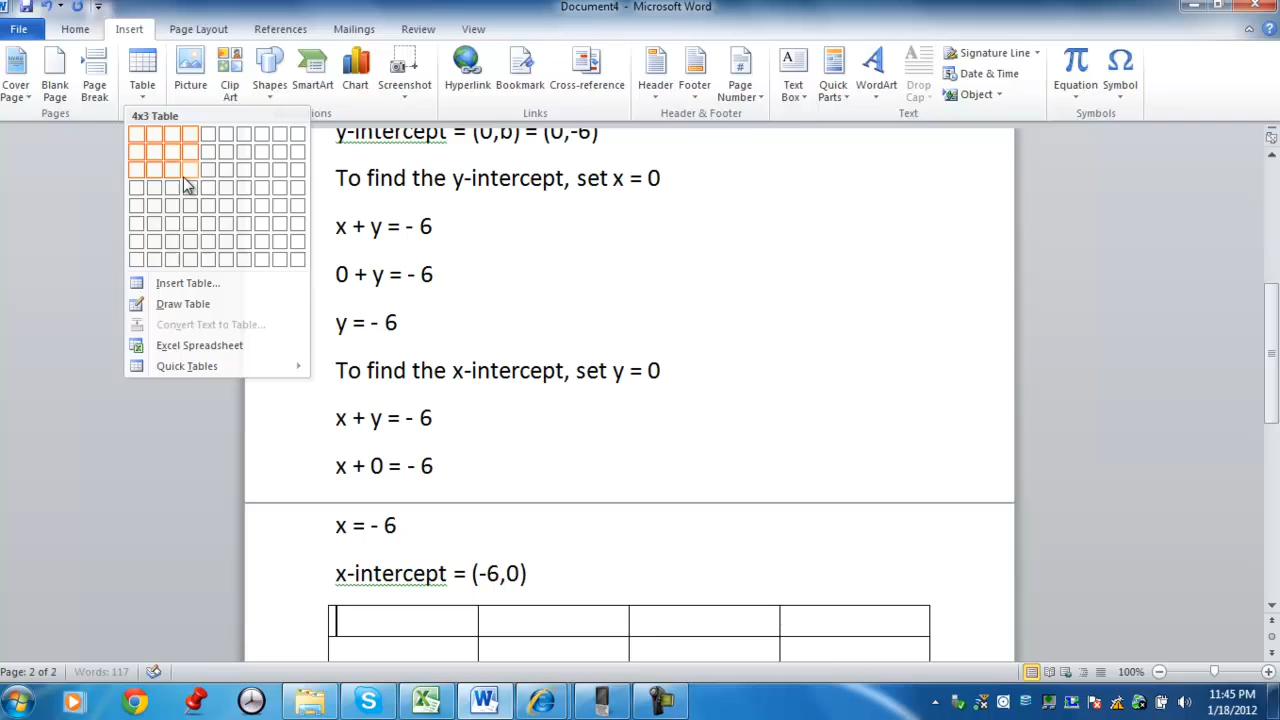 Document4 - Microsoft Word
File Home Insert Page Layout References Mailings Review View
Cover Page Blank Page Page Break Table Picture Clip Art Shapes SmartArt Chart Screenshot Hyperlink Bookmark Cross-reference Header Footer Page Number Text Box Quick Parts WordArt Drop Cap Signature Line Date & Time Object Equation Symbol
Pages Links Header & Footer Text Symbols
4x3 Table
Insert Table...
Draw Table
Convert Text to Table...
Excel Spreadsheet
Quick Tables
y-intercept = (0,b) = (0,-6)
To find the y-intercept, set x = 0
x + y = - 6
0 + y = - 6
y = - 6
To find the x-intercept, set y = 0
x + y = - 6
x + 0 = - 6
x = - 6
x-intercept = (-6,0)
Page: 2 of 2 Words: 117 100%
11:45 PM
1/18/2012